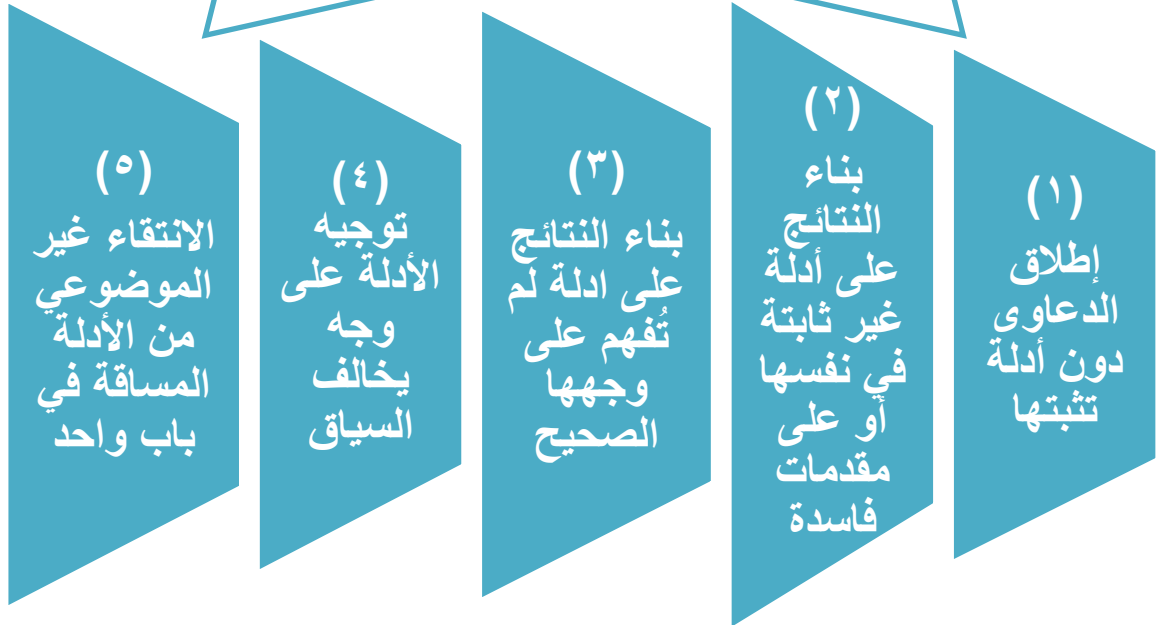 (١)
إطلاق
الدعاوى
دون أدلة
تثبتها
(٢)
بناء
النتائج
على أدلة
غير ثابتة
في نفسها
أو على
مقدمات
فاسدة
(٣)
بناء النتائج
على ادلة لم
تُفهم على
وجهها
الصحيح
(٤)
توجيه
الأدلة على
وجه
يخالف
السياق
(٥)
الانتقاء غير
الموضوعي
من الأدلة
المساقة في
باب واحد